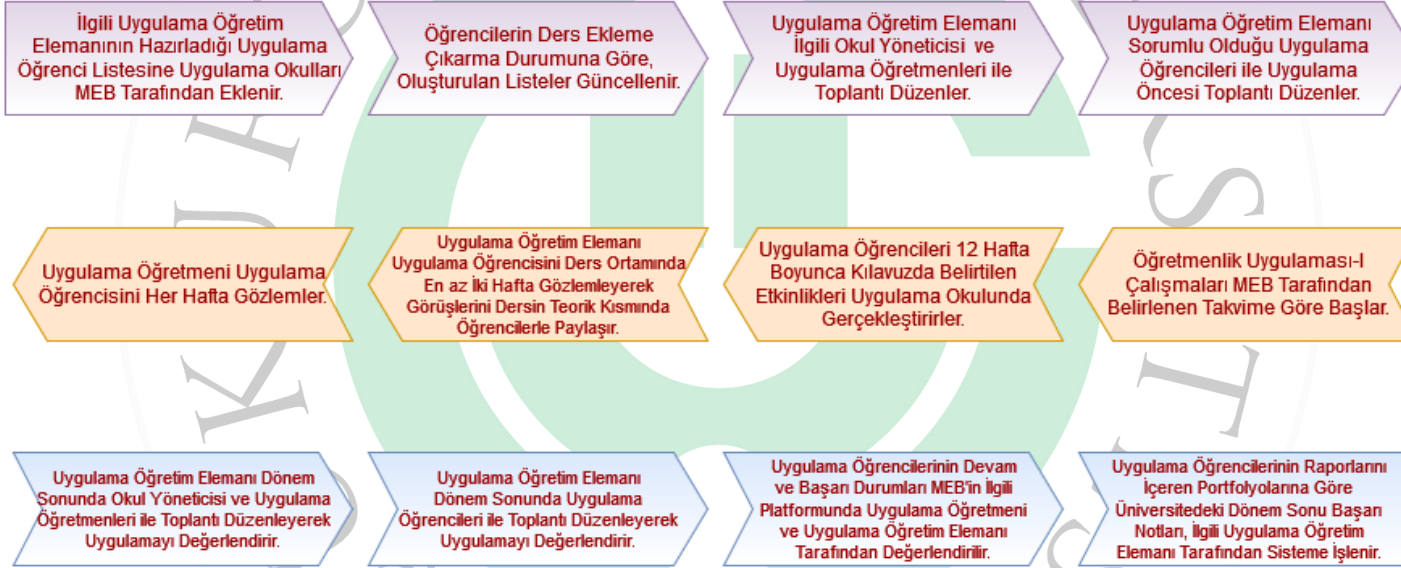 İlgili Uygulama Öğretim
Elemanının Hazırladığı Uygulama
Öğrenci Listesine Uygulama Okulları
MEB Tarafından Eklenir.
Öğrencilerin Ders Ekleme
Çıkarma Durumuna Göre,
Oluşturulan Listeler Güncellenir.
Uygulama Öğretim Elemanı
İlgili Okul Yöneticisi ve
Uygulama Öğretmenleri ile
Toplantı Düzenler.
Uygulama Öğretim Elemanı
Sorumlu Olduğu Uygulama
Öğrencileri ile Uygulama
Öncesi Toplantı Düzenler.
Öğretmenlik Uygulaması-I
Çalışmaları MEB Tarafından
Belirlenen Takvime Göre Başlar.
Uygulama Öğrencileri 12 Hafta
Boyunca Kılavuzda Belirtilen
Etkinlikleri Uygulama Okulunda
Gerçekleştirirler.
Uygulama Öğretim Elemanı
Uygulama Öğrencisini Ders Ortamında
En az İki Hafta Gözlemleyerek
Görüşlerini Dersin Teorik Kısmında
Öğrencilerle Paylaşır.
Uygulama Öğretmeni Uygulama
Öğrencisini Her Hafta Gözlemler.
Uygulama Öğretim Elemanı Dönem
Sonunda Okul Yöneticisi ve Uygulama
Öğretmenleri ile Toplantı Düzenleyerek
Uygulamayı Değerlendirir.
Uygulama Öğretim Elemanı
Dönem Sonunda Uygulama
Öğrencileri ile Toplantı Düzenleyerek
Uygulamayı Değerlendirir.
Uygulama Öğrencilerinin Devam
ve Başarı Durumları MEB'in İlgili
Platformunda Uygulama Öğretmeni
ve Uygulama Öğretim Elemanı
Tarafından Değerlendirilir.
Uygulama Öğrencilerinin Raporlarını
İçeren Portfolyolarına Göre
Üniversitedeki Dönem Sonu Başarı
Notları, İlgili Uygulama Öğretim
Elemanı Tarafından Sisteme İşlenir.